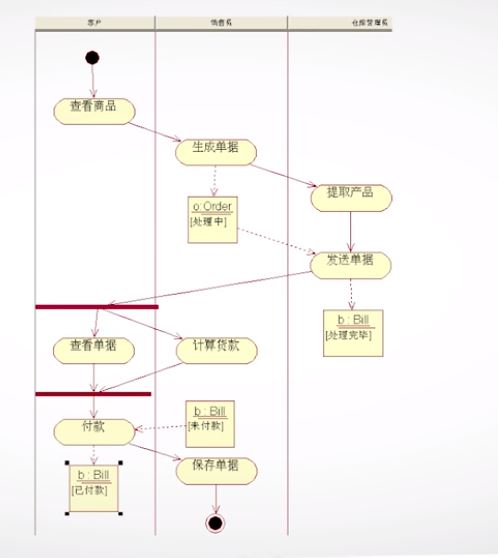 客户 销售员 仓库管理员
查看商品
生成单据
提取产品
o:Order
[处理中]
发送单据
b : Bill
[处理完毕]
查看单据 计算货款
b : Bill
[未付款]
付款
保存单据
b : Bill
[已付款]